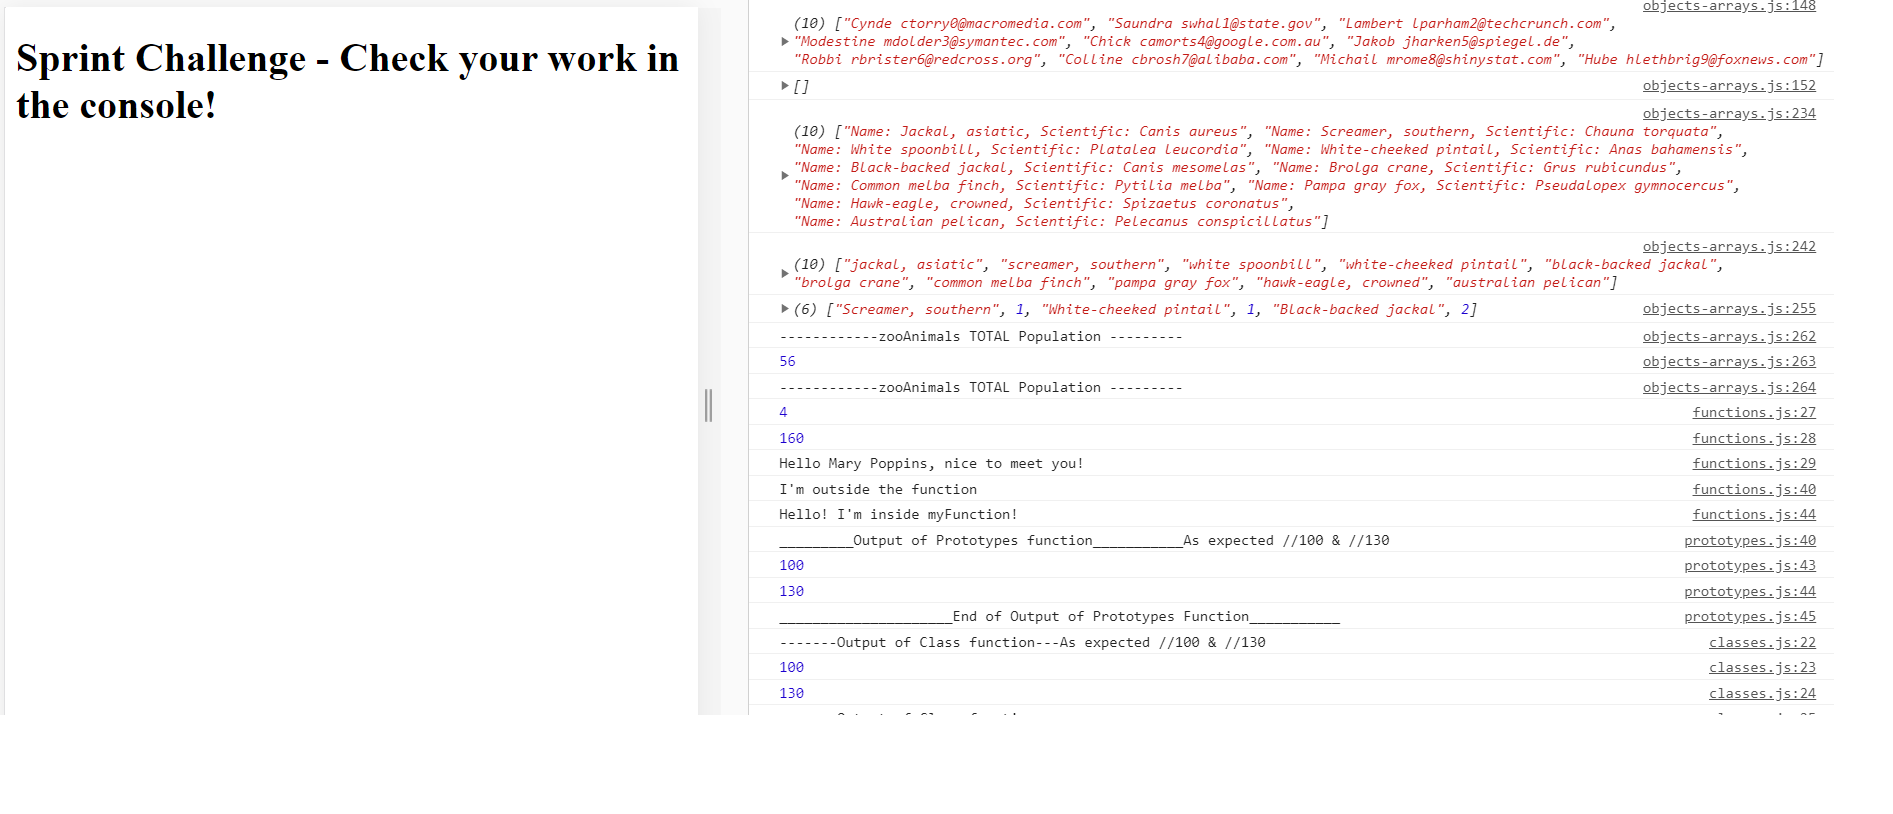 Sprint Challenge - Check your work in
the console!
objects-arrays.js:148
(10) ["Cynde ctorry0@macromedia.com", "Saundra swhal1@state.gov", "Lambert lparham2@techcrunch.com",
"Modestine mdolder3@symantec.com", "Chick camorts4@google.com.au", "Jakob jharken5@spiegel.de",
"Robbi rbrister6@redcross.org", "Colline cbrosh7@alibaba.com", "Michail mrome8@shinystat.com", "Hube hlethbrig9@foxnews.com"]
[] objects-arrays.js:152
objects-arrays.js:234
(10) ["Name: Jackal, asiatic, Scientific: Canis aureus", "Name: Screamer, southern, Scientific: Chauna torquata",
"Name: White spoonbill, Scientific: Platalea leucordia", "Name: White-cheeked pintail, Scientific: Anas bahamensis",
"Name: Black-backed jackal, Scientific: Canis mesomelas", "Name: Brolga crane, Scientific: Grus rubicundus",
"Name: Common melba finch, Scientific: Pytilia melba", "Name: Pampa gray fox, Scientific: Pseudalopex gymnocercus",
"Name: Hawk-eagle, crowned, Scientific: Spizaetus coronatus",
"Name: Australian pelican, Scientific: Pelecanus conspicillatus"]
objects-arrays.js:242
(10) ["jackal, asiatic", "screamer, southern", "white spoonbill", "white-cheeked pintail", "black-backed jackal",
"brolga crane", "common melba finch", "pampa gray fox", "hawk-eagle, crowned", "australian pelican"]
(6) ["Screamer, southern", 1, "White-cheeked pintail", 1, "Black-backed jackal", 2] objects-arrays.js:255
------------zooAnimals TOTAL Population --------- objects-arrays.js:262
56 objects-arrays.js:263
------------zooAnimals TOTAL Population --------- objects-arrays.js:264
4 functions.js:27
160 functions.js:28
Hello Mary Poppins, nice to meet you! functions.js:29
I'm outside the function functions.js:40
Hello! I'm inside myFunction! functions.js:44
_________Output of Prototypes function___________As expected //100 & //130 prototypes.js:40
100 prototypes.js:43
130 prototypes.js:44
_____________________End of Output of Prototypes Function___________ prototypes.js:45
-------Output of Class function---As expected //100 & //130 classes.js:22
100 classes.js:23
130 classes.js:24